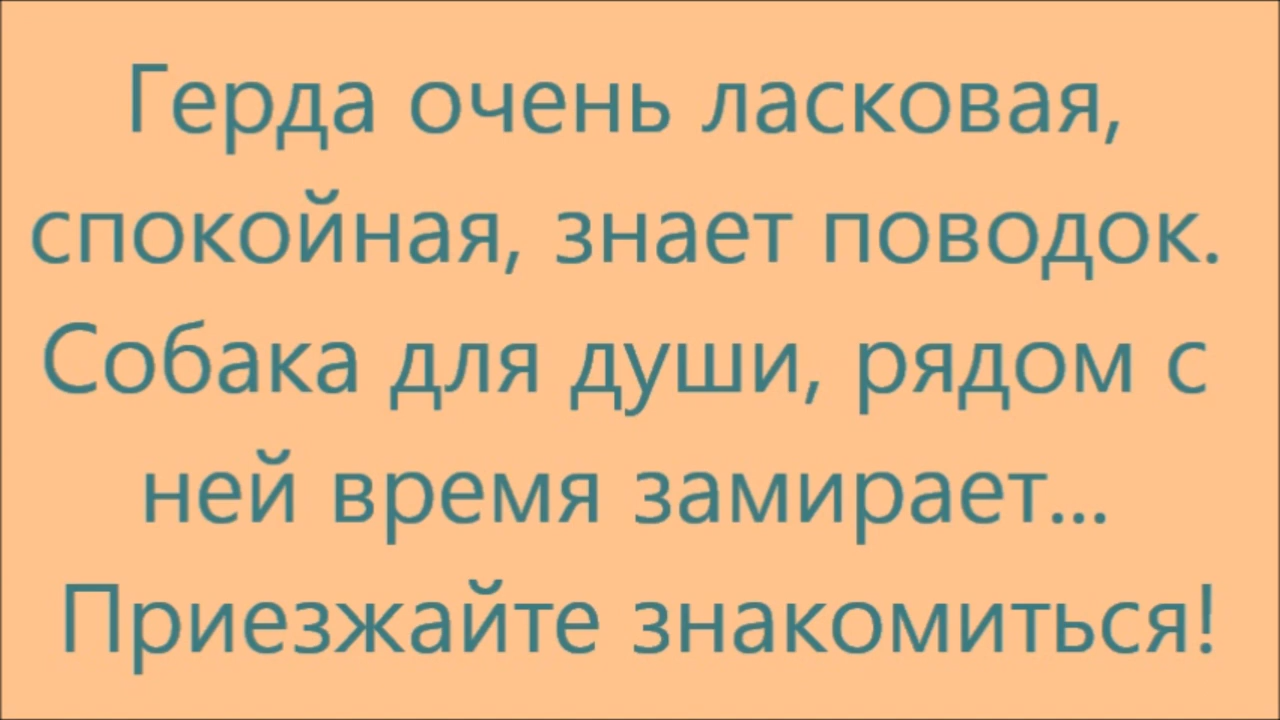 Герда очень ласковая,
спокойная, знает поводок.
Собака для души, рядом с
ней время замирает...
Приезжайте знакомиться!